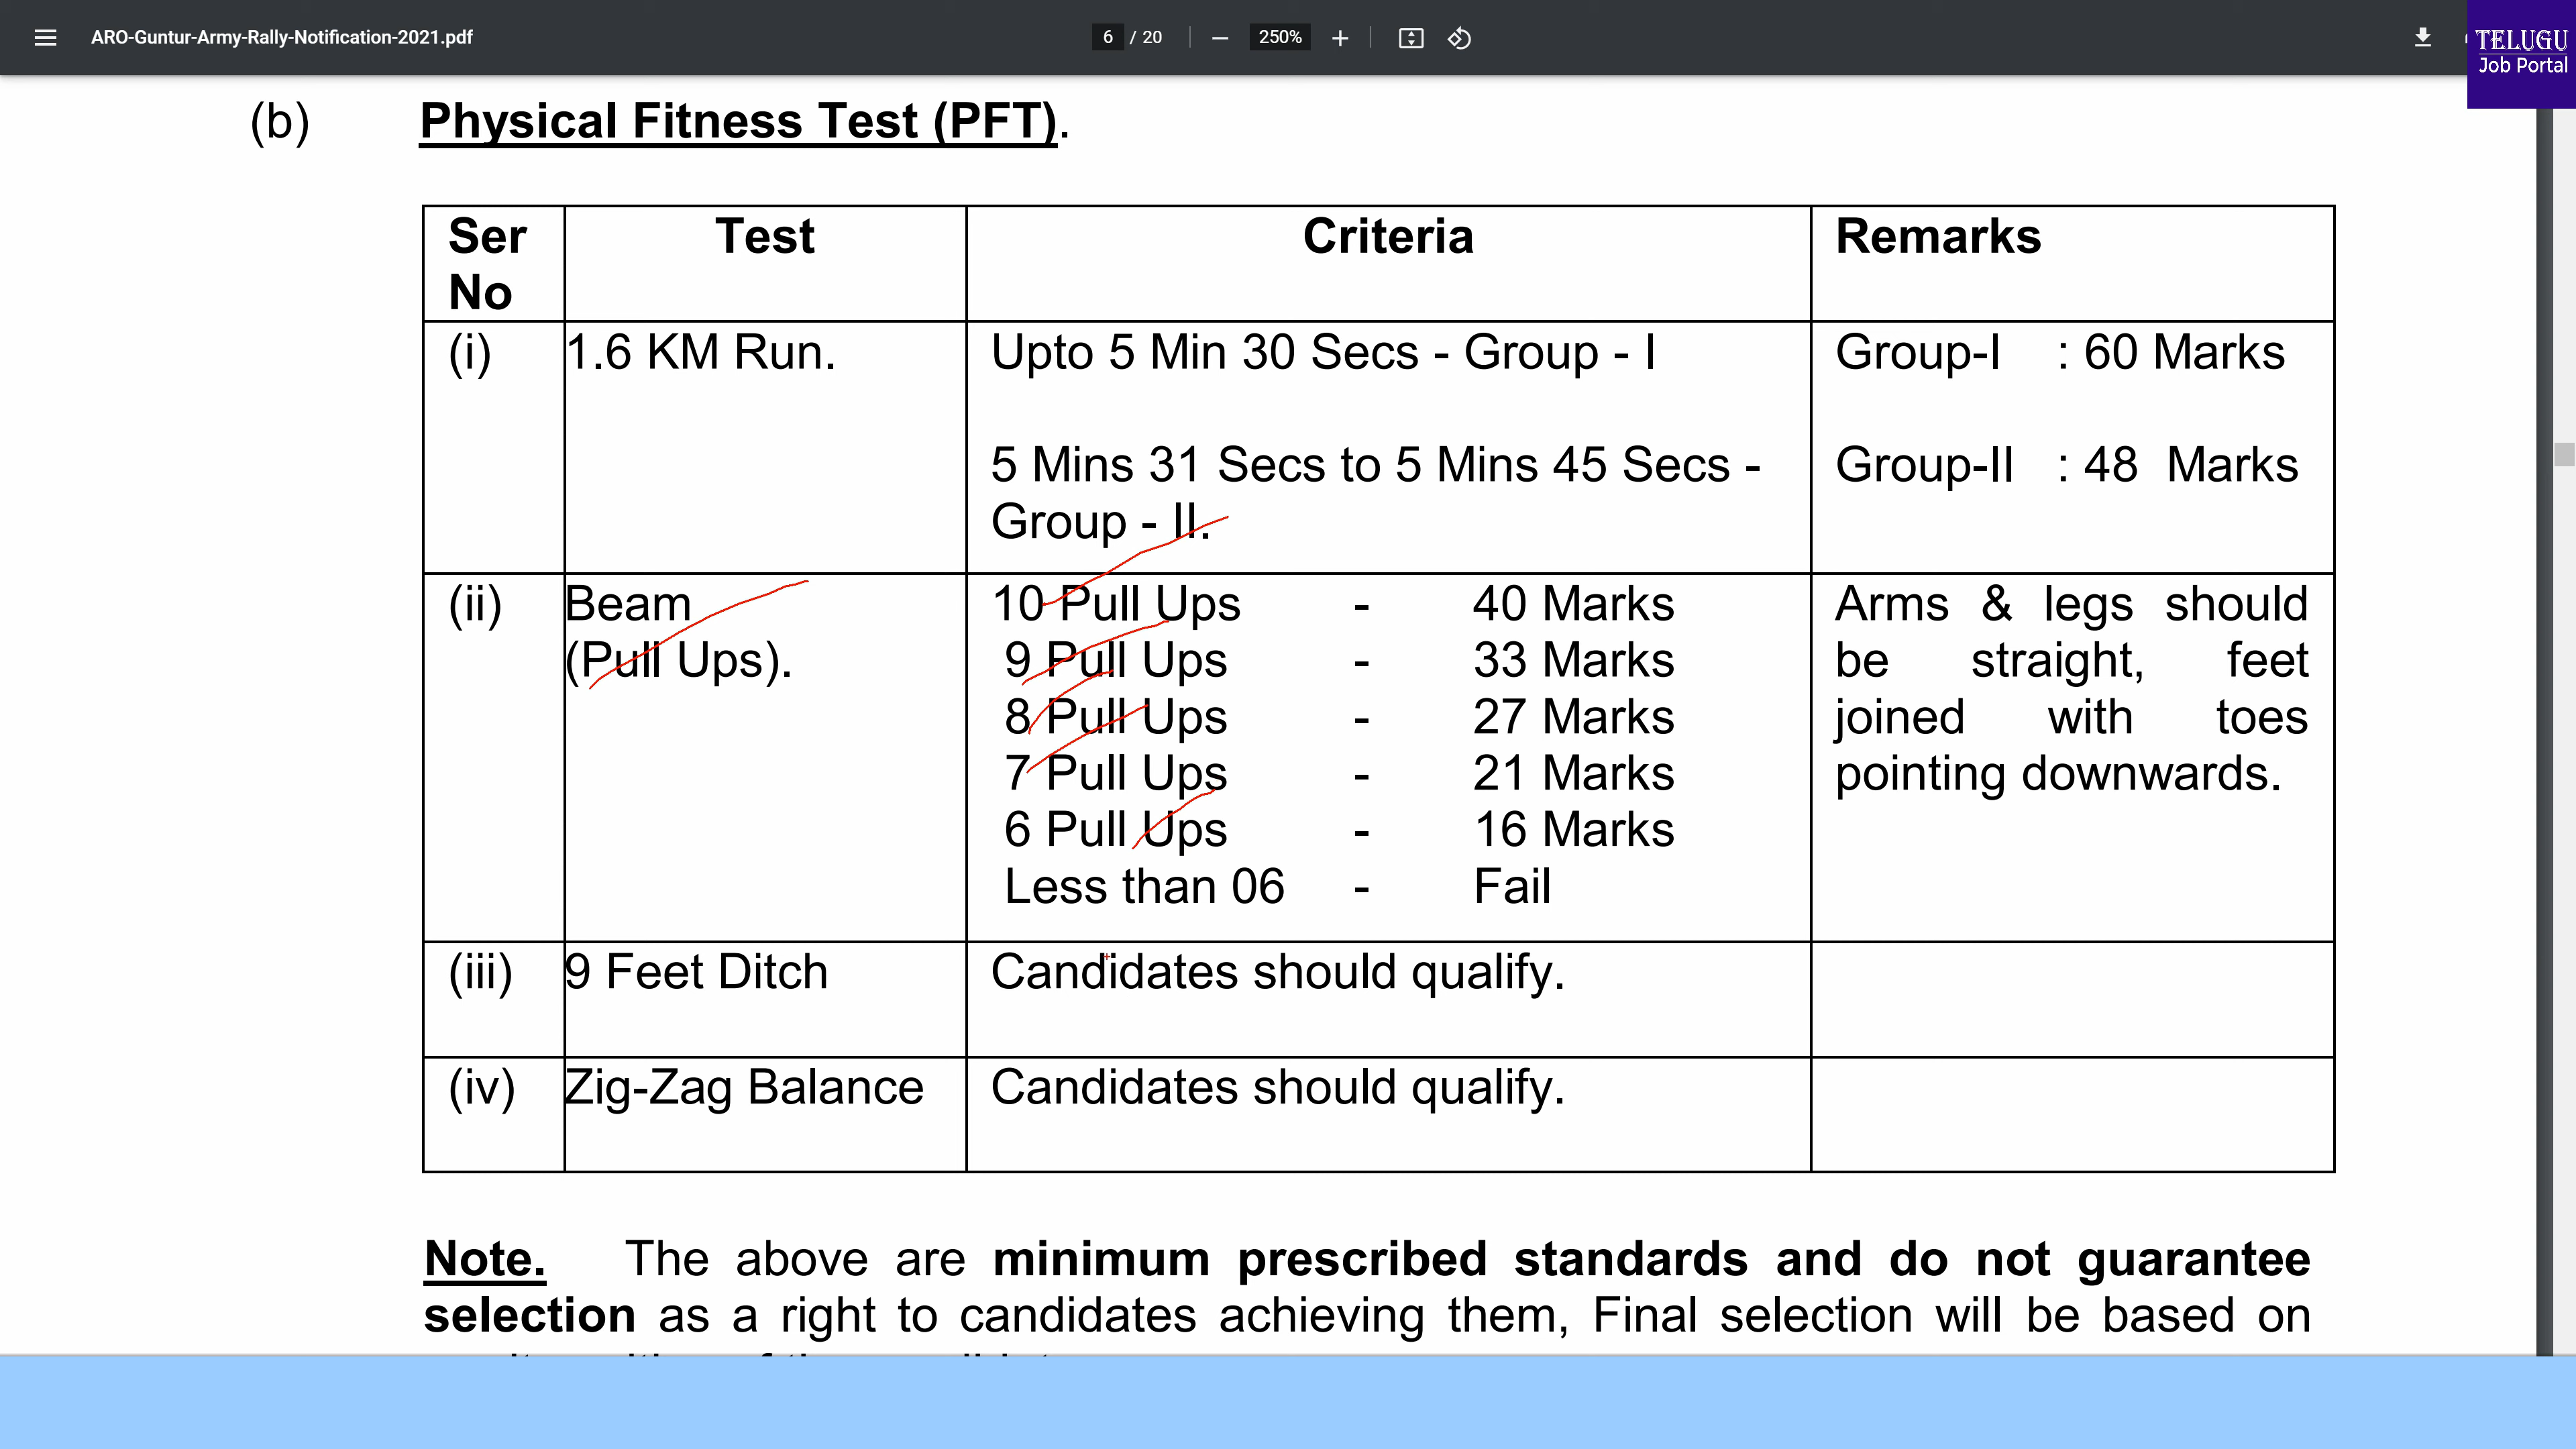 ARO-Guntur-Army-Rally-Notification-2021.pdf
6 / 20
250%
TELUGU
Job Portal
(b) Physical Fitness Test (PFT).
Ser No Test Criteria Remarks
(i) 1.6 KM Run. Upto 5 Min 30 Secs - Group - I Group-I : 60 Marks
5 Mins 31 Secs to 5 Mins 45 Secs - Group-II : 48 Marks
Group - II.
(ii) Beam 10 Pull Ups - 40 Marks Arms & legs should
(Pull Ups). 9 Pull Ups - 33 Marks be straight, feet
8 Pull Ups - 27 Marks joined with toes
7 Pull Ups - 21 Marks pointing downwards.
6 Pull Ups - 16 Marks
Less than 06 - Fail
(iii) 9 Feet Ditch Candidates should qualify.
(iv) Zig-Zag Balance Candidates should qualify.
Note. The above are minimum prescribed standards and do not guarantee
selection as a right to candidates achieving them, Final selection will be based on